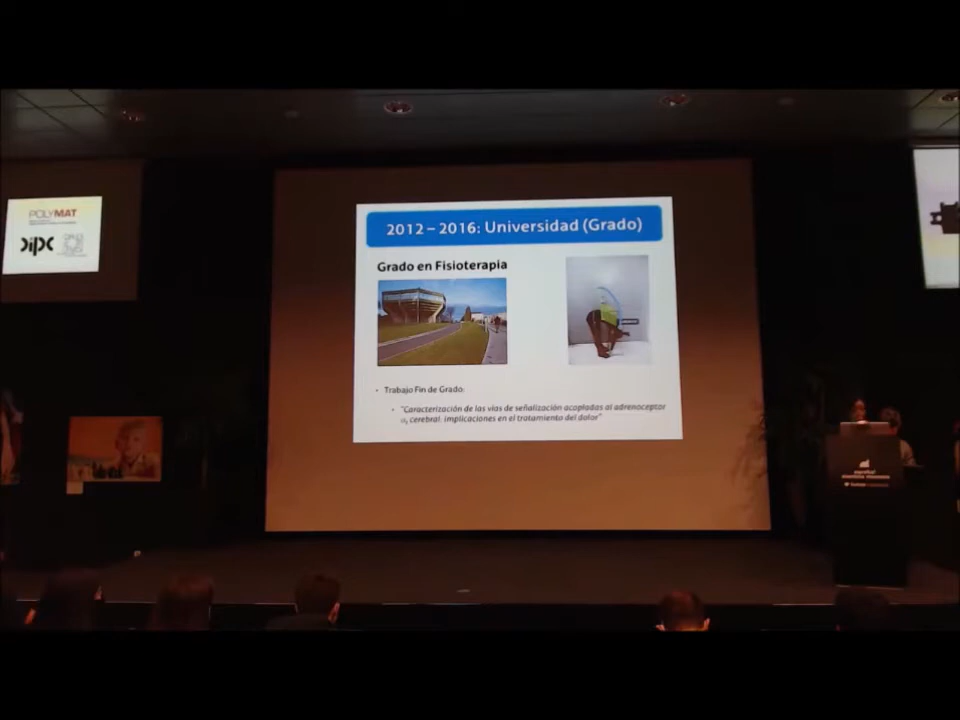 POLYMAT
DIPC
2012 – 2016: Universidad (Grado)
Grado en Fisioterapia
• Trabajo Fin de Grado:
• "Caracterización de las vías de señalización acopladas al adrenoceptor
cerebral: implicaciones en el tratamiento del dolor"